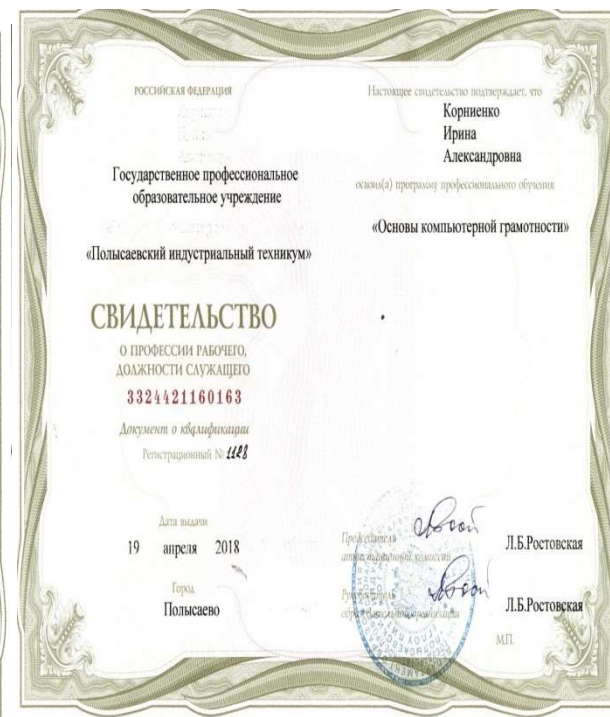 РОССИЙСКАЯ ФЕДЕРАЦИЯ
Государственное профессиональное
образовательное учреждение
«Полысаевский индустриальный техникум»
СВИДЕТЕЛЬСТВО
О ПРОФЕССИИ РАБОЧЕГО,
ДОЛЖНОСТИ СЛУЖАЩЕГО
3324421160163
Документ о квалификации
Регистрационный № 1128
Дата выдачи
19 апреля 2018
Город
Полысаево
Настоящее свидетельство подтверждает, что
Корниенко
Ирина
Александровна
освоил(а) программу профессионального обучения
«Основы компьютерной грамотности»
Председатель
аттестационной комиссии
Л.Б.Ростовская
Руководитель
образовательной организации
Л.Б.Ростовская
М.П.